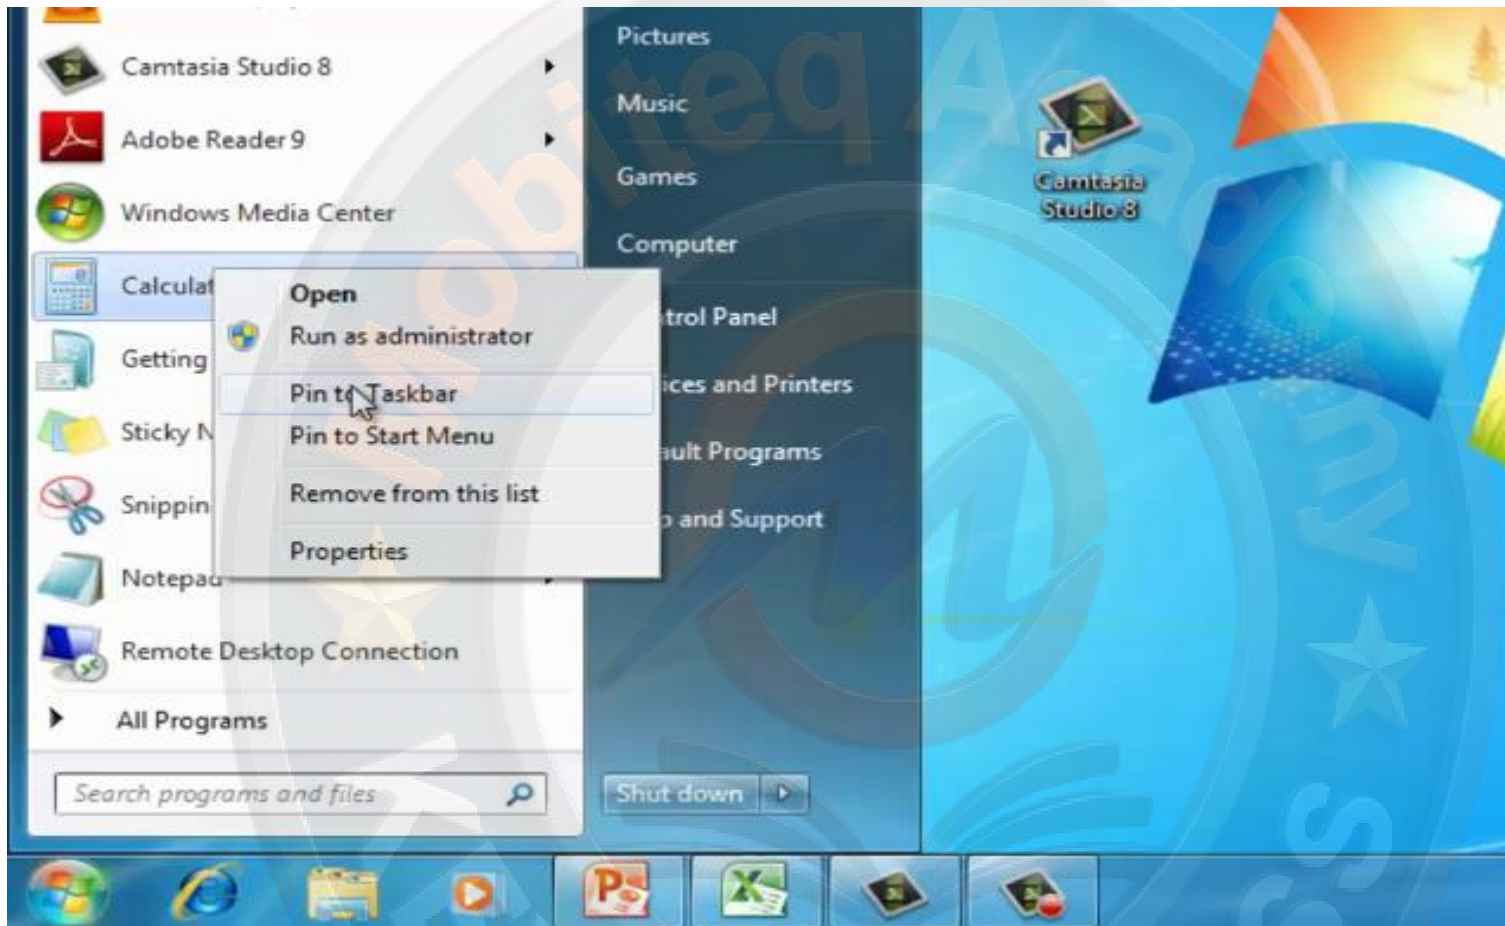 Camtasia Studio 8
Adobe Reader 9
Windows Media Center
Calculat
Getting
Sticky N
Snippin
Notepad
Remote Desktop Connection
All Programs
Search programs and files
Open
Run as administrator
Pin to Taskbar
Pin to Start Menu
Remove from this list
Properties
Pictures
Music
Games
Computer
trol Panel
ices and Printers
ault Programs
p and Support
Shut down
Camtasia
Studio 8
Mobiteq Academy